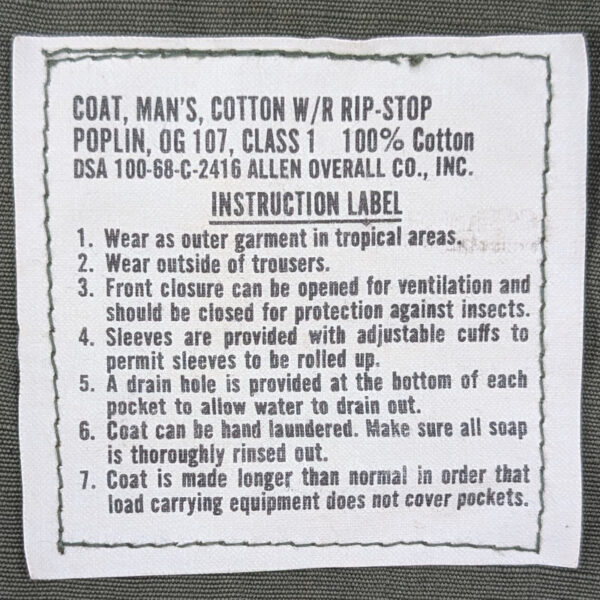 COAT, MAN'S, COTTON W/R RIP-STOP
POPLIN, OG 107, CLASS 1 100% Cotton
DSA 100-68-C-2416 ALLEN OVERALL CO., INC.
INSTRUCTION LABEL
1. Wear as outer garment in tropical areas.
2. Wear outside of trousers.
3. Front closure can be opened for ventilation and
should be closed for protection against insects.
4. Sleeves are provided with adjustable cuffs to
permit sleeves to be rolled up.
5. A drain hole is provided at the bottom of each
pocket to allow water to drain out.
6. Coat can be hand laundered. Make sure all soap
is thoroughly rinsed out.
7. Coat is made longer than normal in order that
load carrying equipment does not cover pockets.